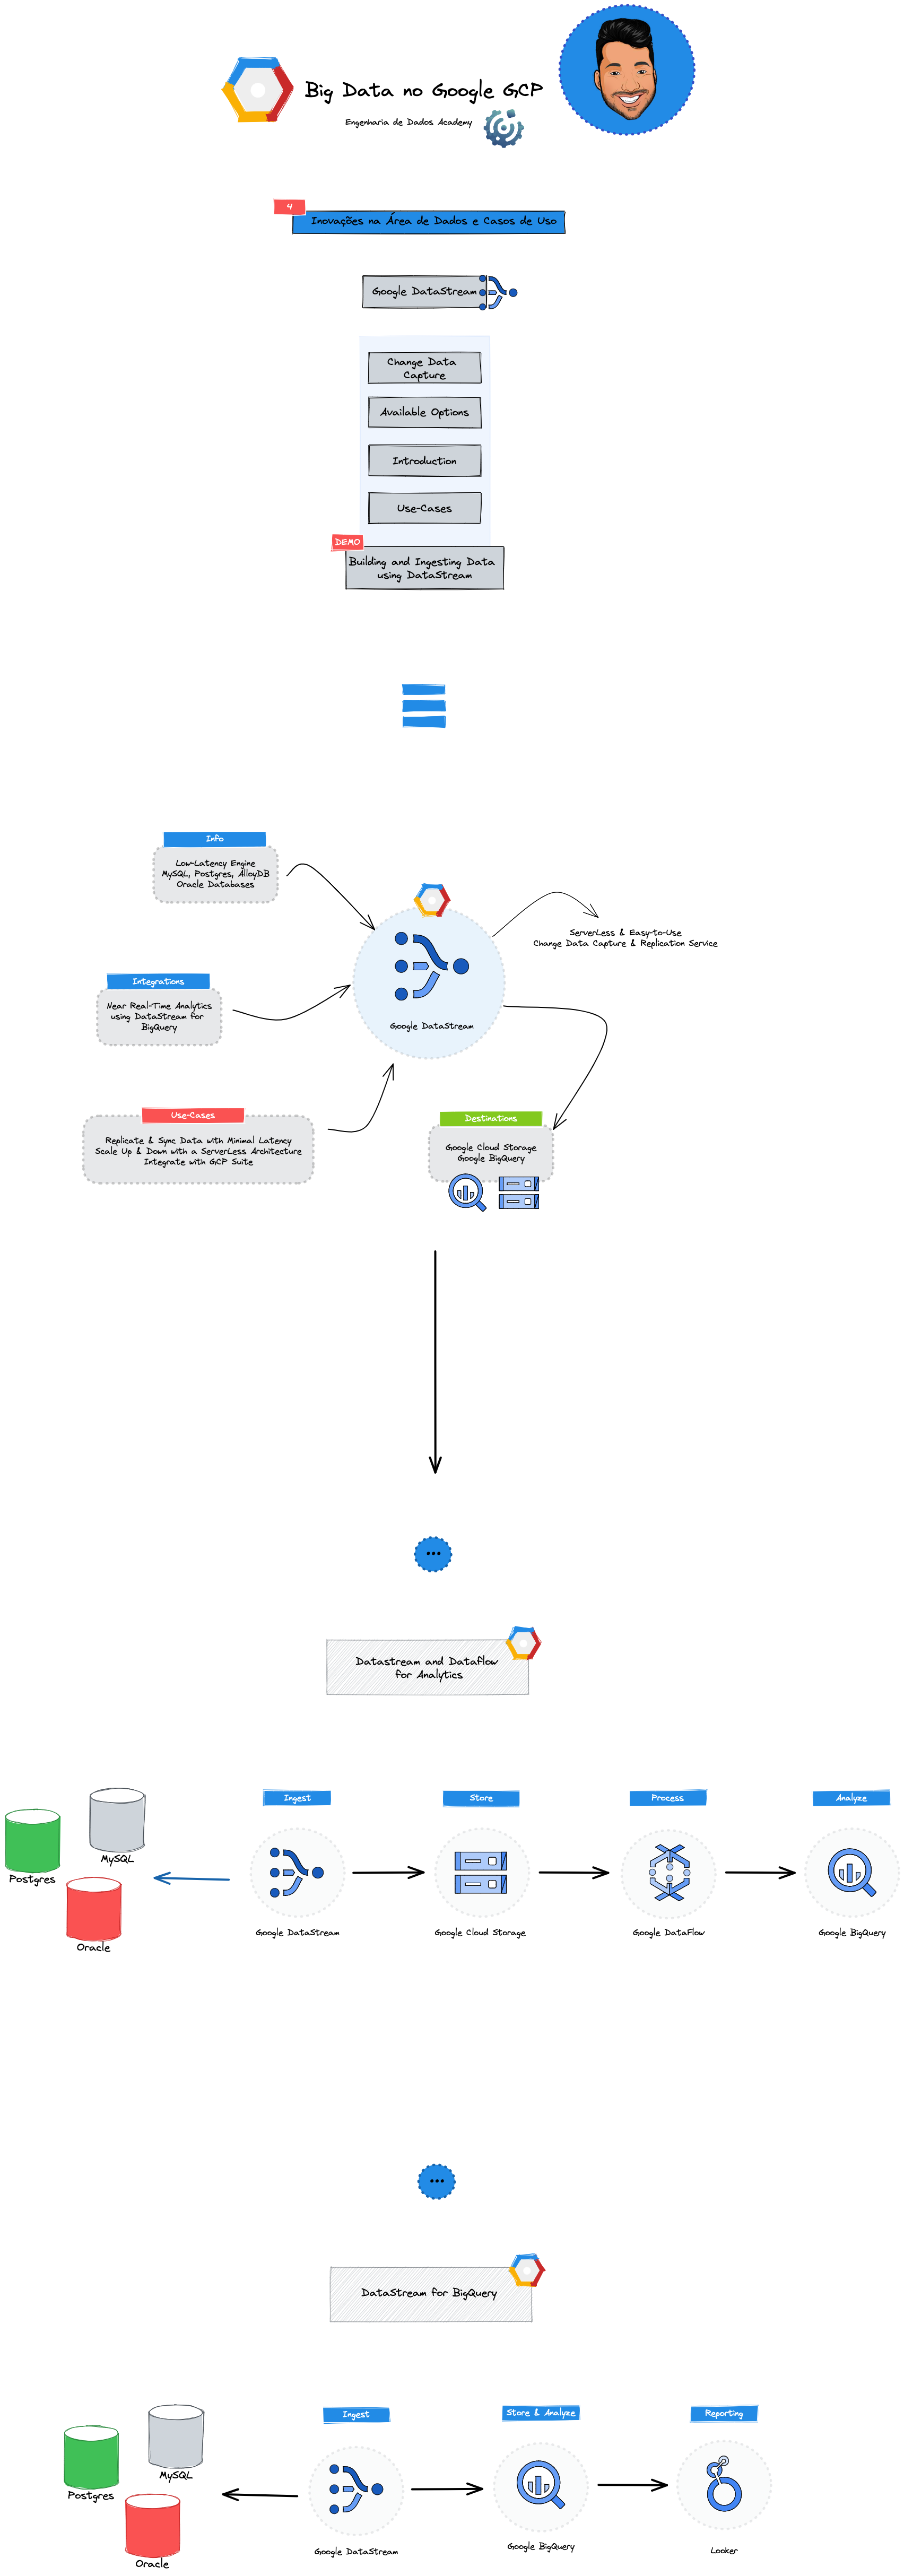 Big Data no Google GCP
Engenharia de Dados Academy
4
Inovações na Área de Dados e Casos de Uso
Google DataStream
Change Data
Capture
Available Options
Introduction
Use-Cases
DEMO
Building and Ingesting Data
using DataStream
Info
Low-Latency Engine
MySQL, Postgres, AlloyDB
Oracle Databases
ServerLess & Easy-to-Use
Change Data Capture & Replication Service
Integrations
Near Real-Time Analytics
using DataStream for
BigQuery
Google DataStream
Use-Cases
Replicate & Sync Data with Minimal Latency
Scale Up & Down with a ServerLess Architecture
Integrate with GCP Suite
Destinations
Google Cloud Storage
Google BigQuery
...
Datastream and Dataflow
for Analytics
Ingest
Store
Process
Analyze
Postgres
MySQL
Oracle
Google DataStream
Google Cloud Storage
Google DataFlow
Google BigQuery
...
DataStream for BigQuery
Ingest
Store & Analyze
Reporting
Postgres
MySQL
Oracle
Google DataStream
Google BigQuery
Looker